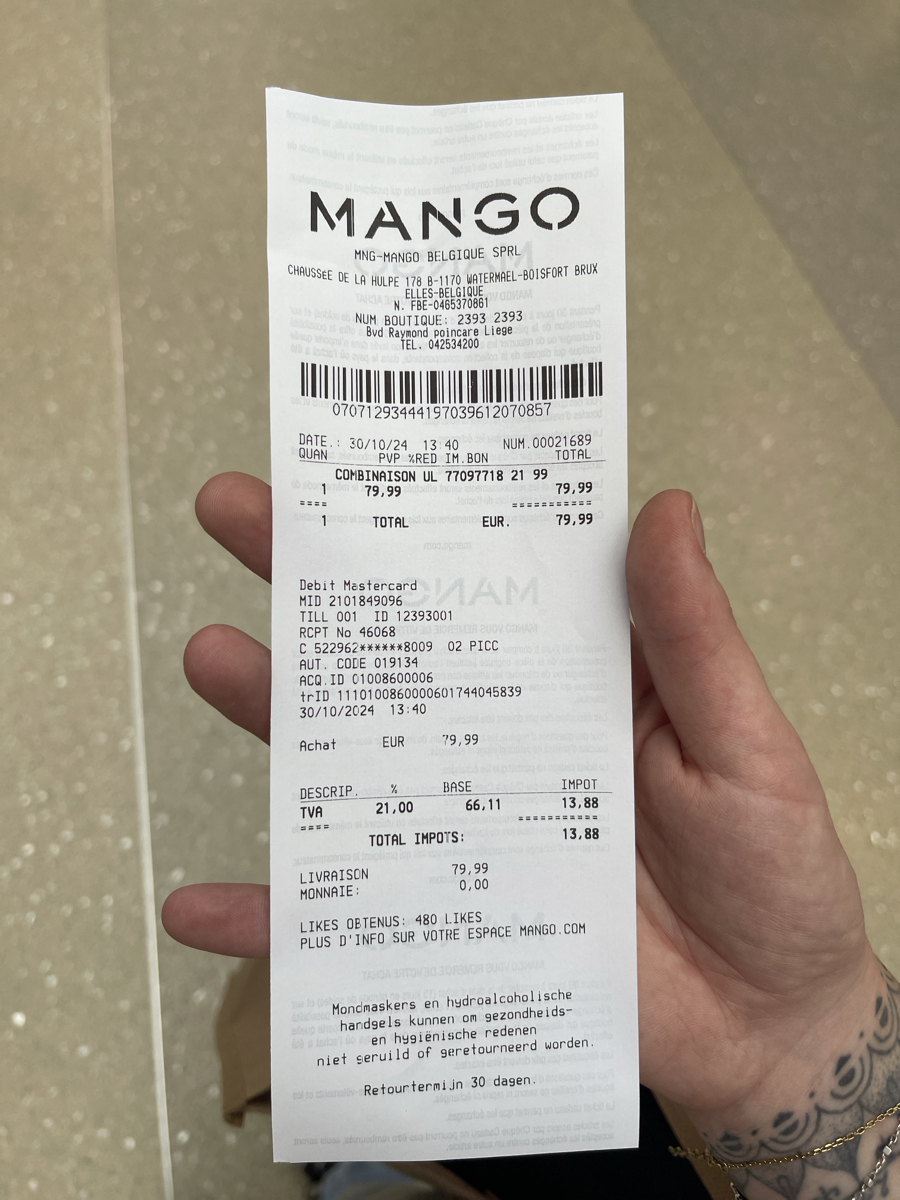 MANGO
MNG-MANGO BELGIQUE SPRL
CHAUSSéE DE LA HULPE 178 B-1170 WATERMAEL-BOISFORT BRUX
ELLES-BELGIQUE
N. FBE-0465370861
NUM BOUTIQUE: 2393 2393
Bvd Raymond poincare Liege
TEL. 042534200
0707129344419703961207​0857
DATE.: 30/10/24 13 40 NUM.00021689
QUAN PVP %RED IM.BON TOTAL
COMBINAISON UL 77097718 21 99
1 79,99 79,99
==== ===========
1 TOTAL EUR. 79,99
Debit Mastercard
MID 2101849096
TILL 001 ID 12393001
RCPT No 46068
C 522962******8009 02 PICC
AUT. CODE 019134
ACQ.ID 01008600006
trID 1110100860000601744045839
30/10/2024 13:40
Achat EUR 79,99
DESCRIP. % BASE IMPOT
TVA 21,00 66,11 13,88
==== ===========
TOTAL IMPOTS: 13,88
LIVRAISON 79,99
MONNAIE: 0,00
LIKES OBTENUS: 480 LIKES
PLUS D'INFO SUR VOTRE ESPACE MANGO.COM
Mondmaskers en hydroalcoholische
handgels kunnen om gezondheids-
en hygiënische redenen
niet geruild of geretourneerd worden.
Retourtermijn 30 dagen.